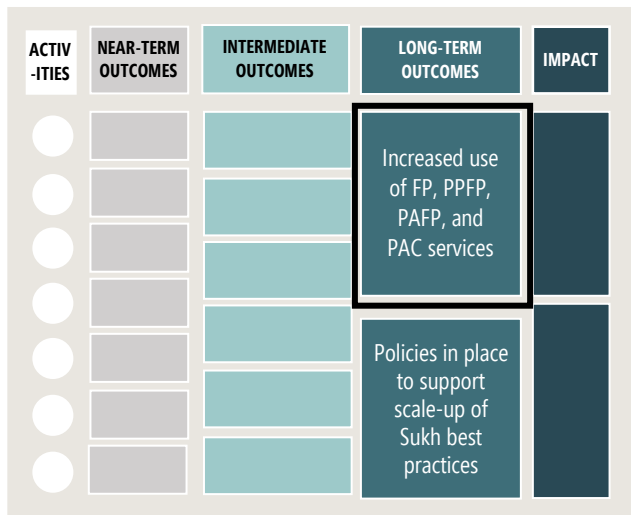 ACTIV
-ITIES
NEAR-TERM
OUTCOMES
INTERMEDIATE
OUTCOMES
LONG-TERM
OUTCOMES
IMPACT
Increased use
of FP, PPFP,
PAFP, and
PAC services
Policies in place
to support
scale-up of
Sukh best
practices